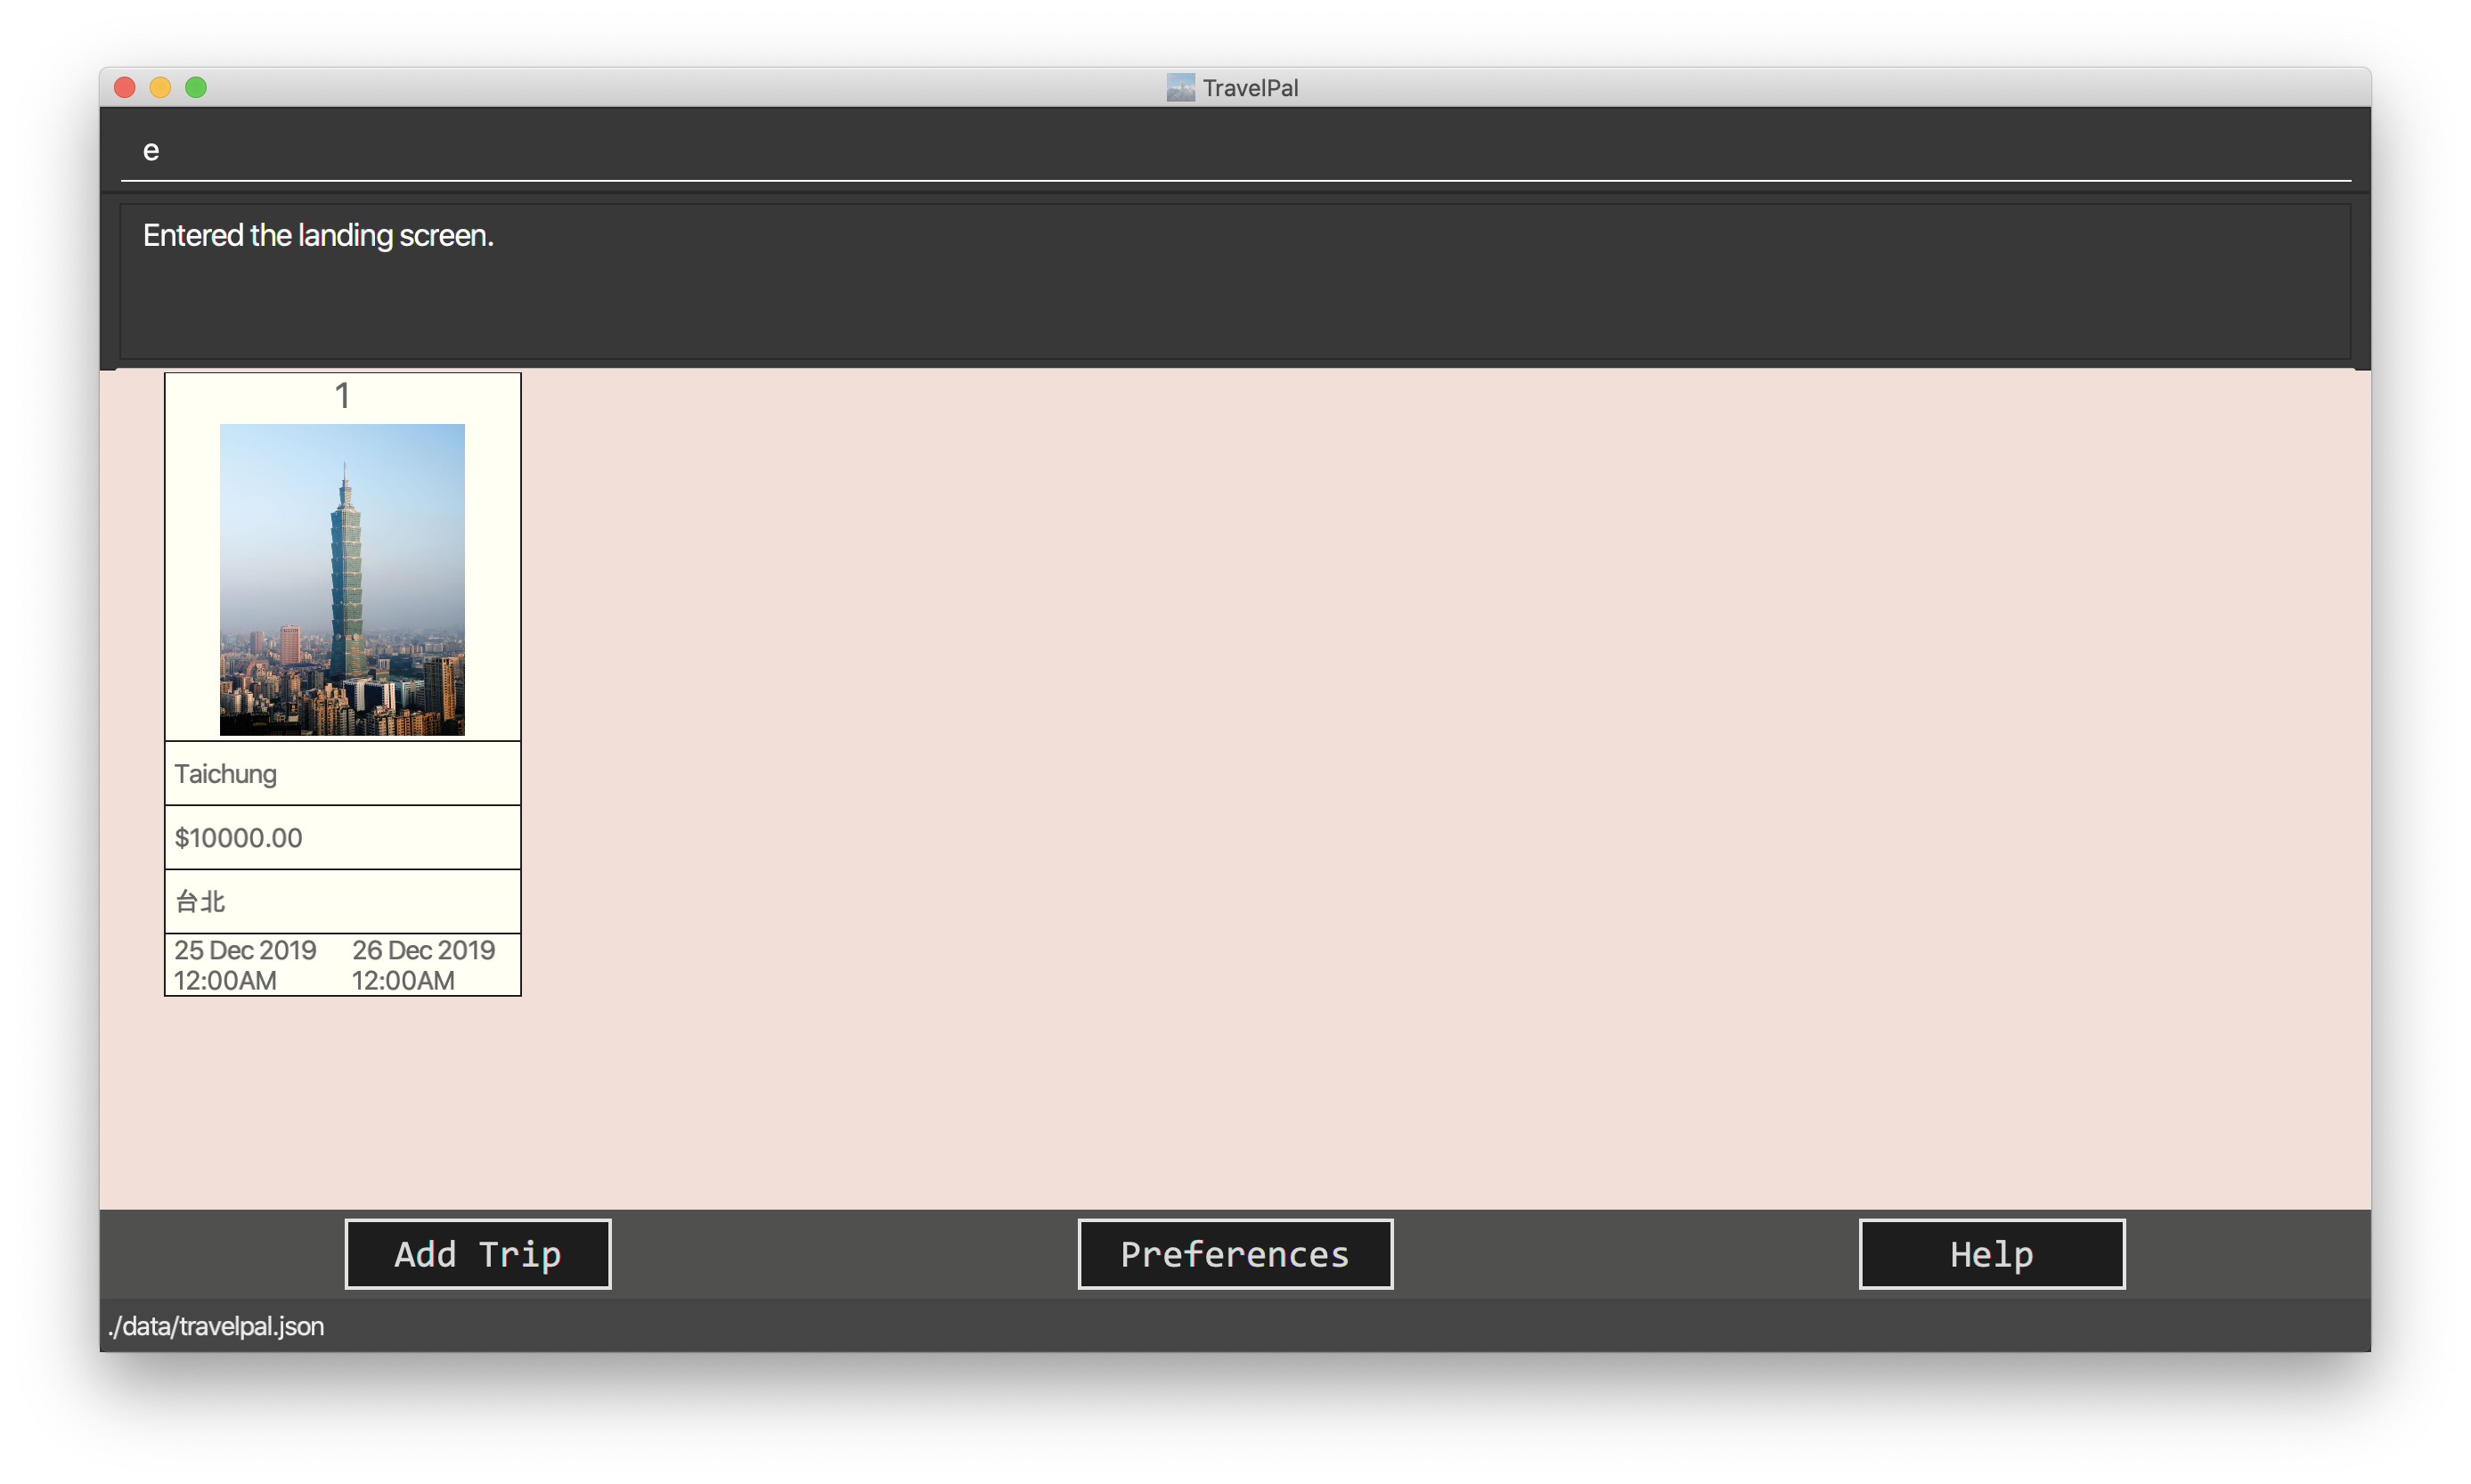 TravelPal
e
Entered the landing screen.
1
Taichung
$10000.00
台北
25 Dec 2019 26 Dec 2019
12:00AM 12:00AM
Add Trip Preferences Help
./data/travelpal.json